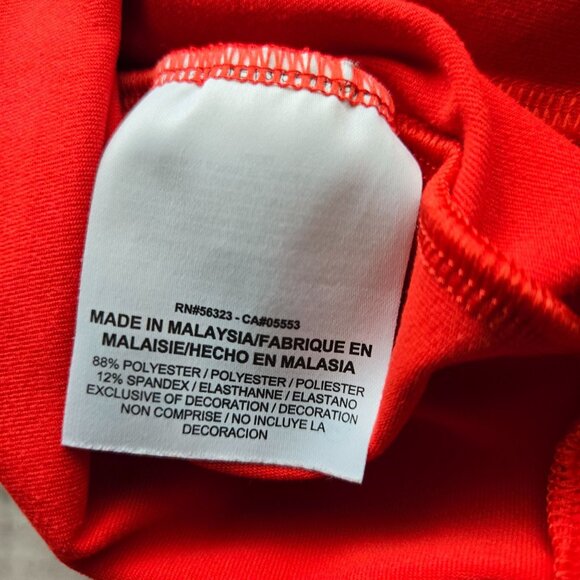 RN#56323 - CA#05553
MADE IN MALAYSIA/FABRIQUE EN
MALAISIE/HECHO EN MALASIA
88% POLYESTER / POLYESTER / POLIESTER
12% SPANDEX / ELASTHANNE / ELASTANO
EXCLUSIVE OF DECORATION / DECORATION
NON COMPRISE / NO INCLUYE LA
DECORACION